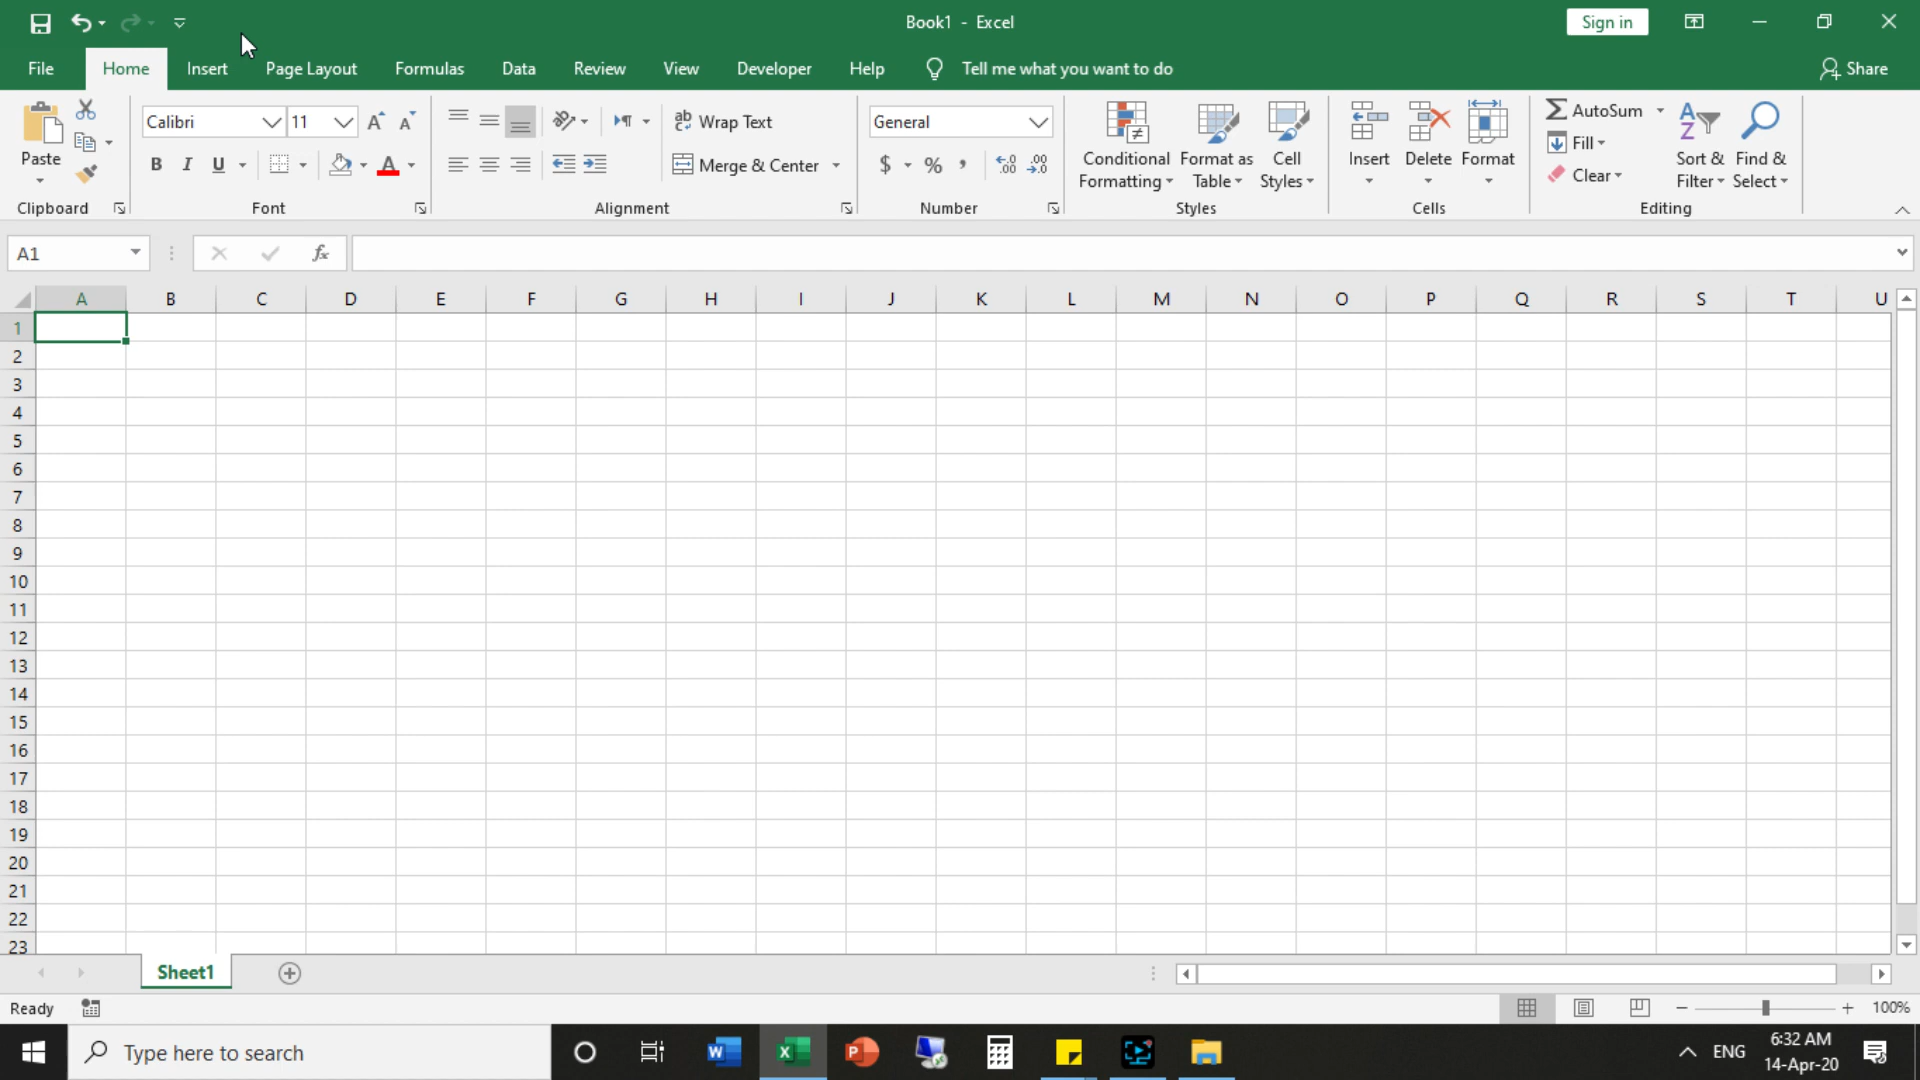 Book1 - Excel
Sign in
File Home Insert Page Layout Formulas Data Review View Developer Help Tell me what you want to do Share
Calibri 11 Wrap Text General AutoSum
Paste Conditional Formatting Format as Table Cell Styles Insert Delete Format Fill Sort & Filter Find & Select
B I U Merge & Center $ % , Clear
Clipboard Font Alignment Number Styles Cells Editing
A1 fx
A B C D E F G H I J K L M N O P Q R S T U
1
2
3
4
5
6
7
8
9
10
11
12
13
14
15
16
17
18
19
20
21
22
23
Sheet1
Ready 100%
Type here to search ENG 6:32 AM
14-Apr-20